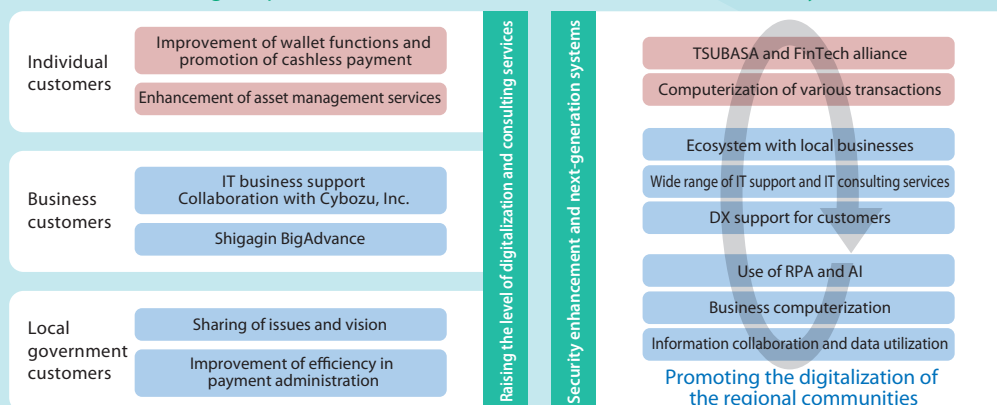 Individual
customers
Improvement of wallet functions and
promotion of cashless payment
Enhancement of asset management services
Business
customers
IT business support
Collaboration with Cybozu, Inc.
Shigagin BigAdvance
Local
government
customers
Sharing of issues and vision
Improvement of efficiency in
payment administration
Raising the level of digitalization and consulting services
Security enhancement and next-generation systems
TSUBASA and FinTech alliance
Computerization of various transactions
Ecosystem with local businesses
Wide range of IT support and IT consulting services
DX support for customers
Use of RPA and AI
Business computerization
Information collaboration and data utilization
Promoting the digitalization of
the regional communities